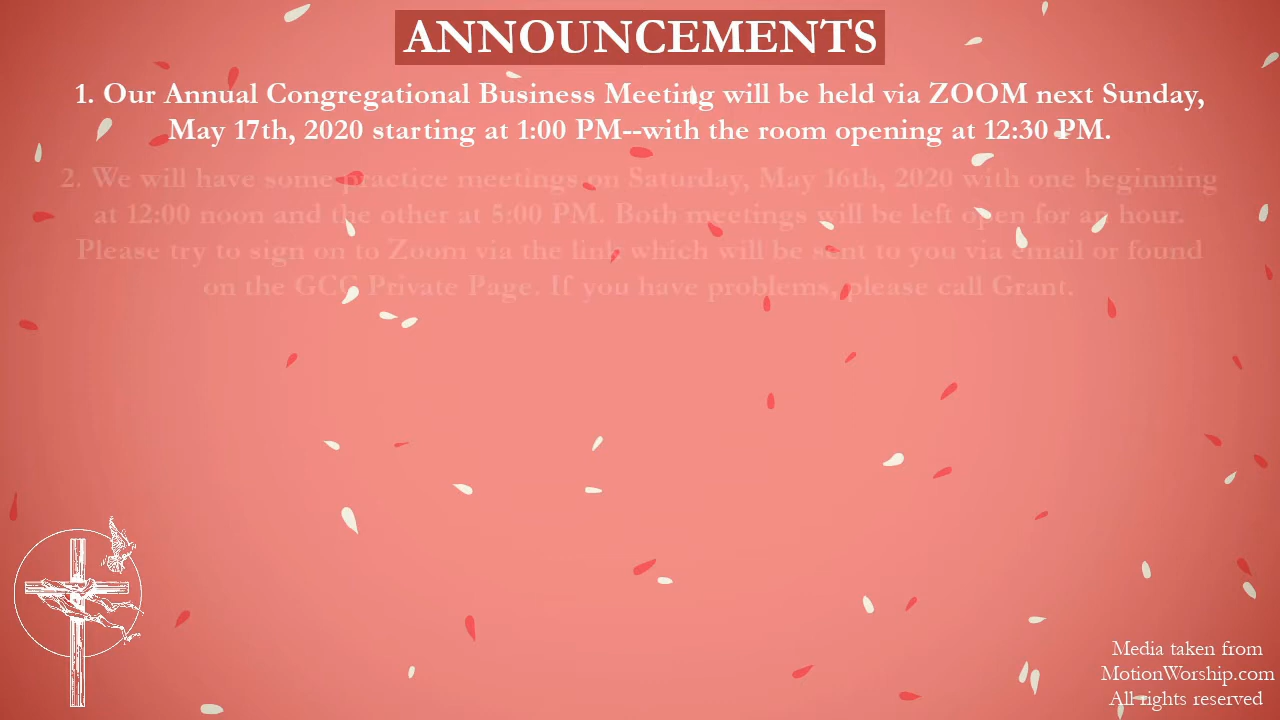 ANNOUNCEMENTS
1. Our Annual Congregational Business Meeting will be held via ZOOM next Sunday,
May 17th, 2020 starting at 1:00 PM--with the room opening at 12:30 PM.
2. We will have some practice meetings on Saturday, May 16th, 2020 with one beginning
at 12:00 noon and the other at 5:00 PM. Both meetings will be left open for an hour.
Please try to sign on to Zoom via the link which will be sent to you via email or found
on the GCC Private Page. If you have problems, please call Grant.
Media taken from
MotionWorship.com
All rights reserved